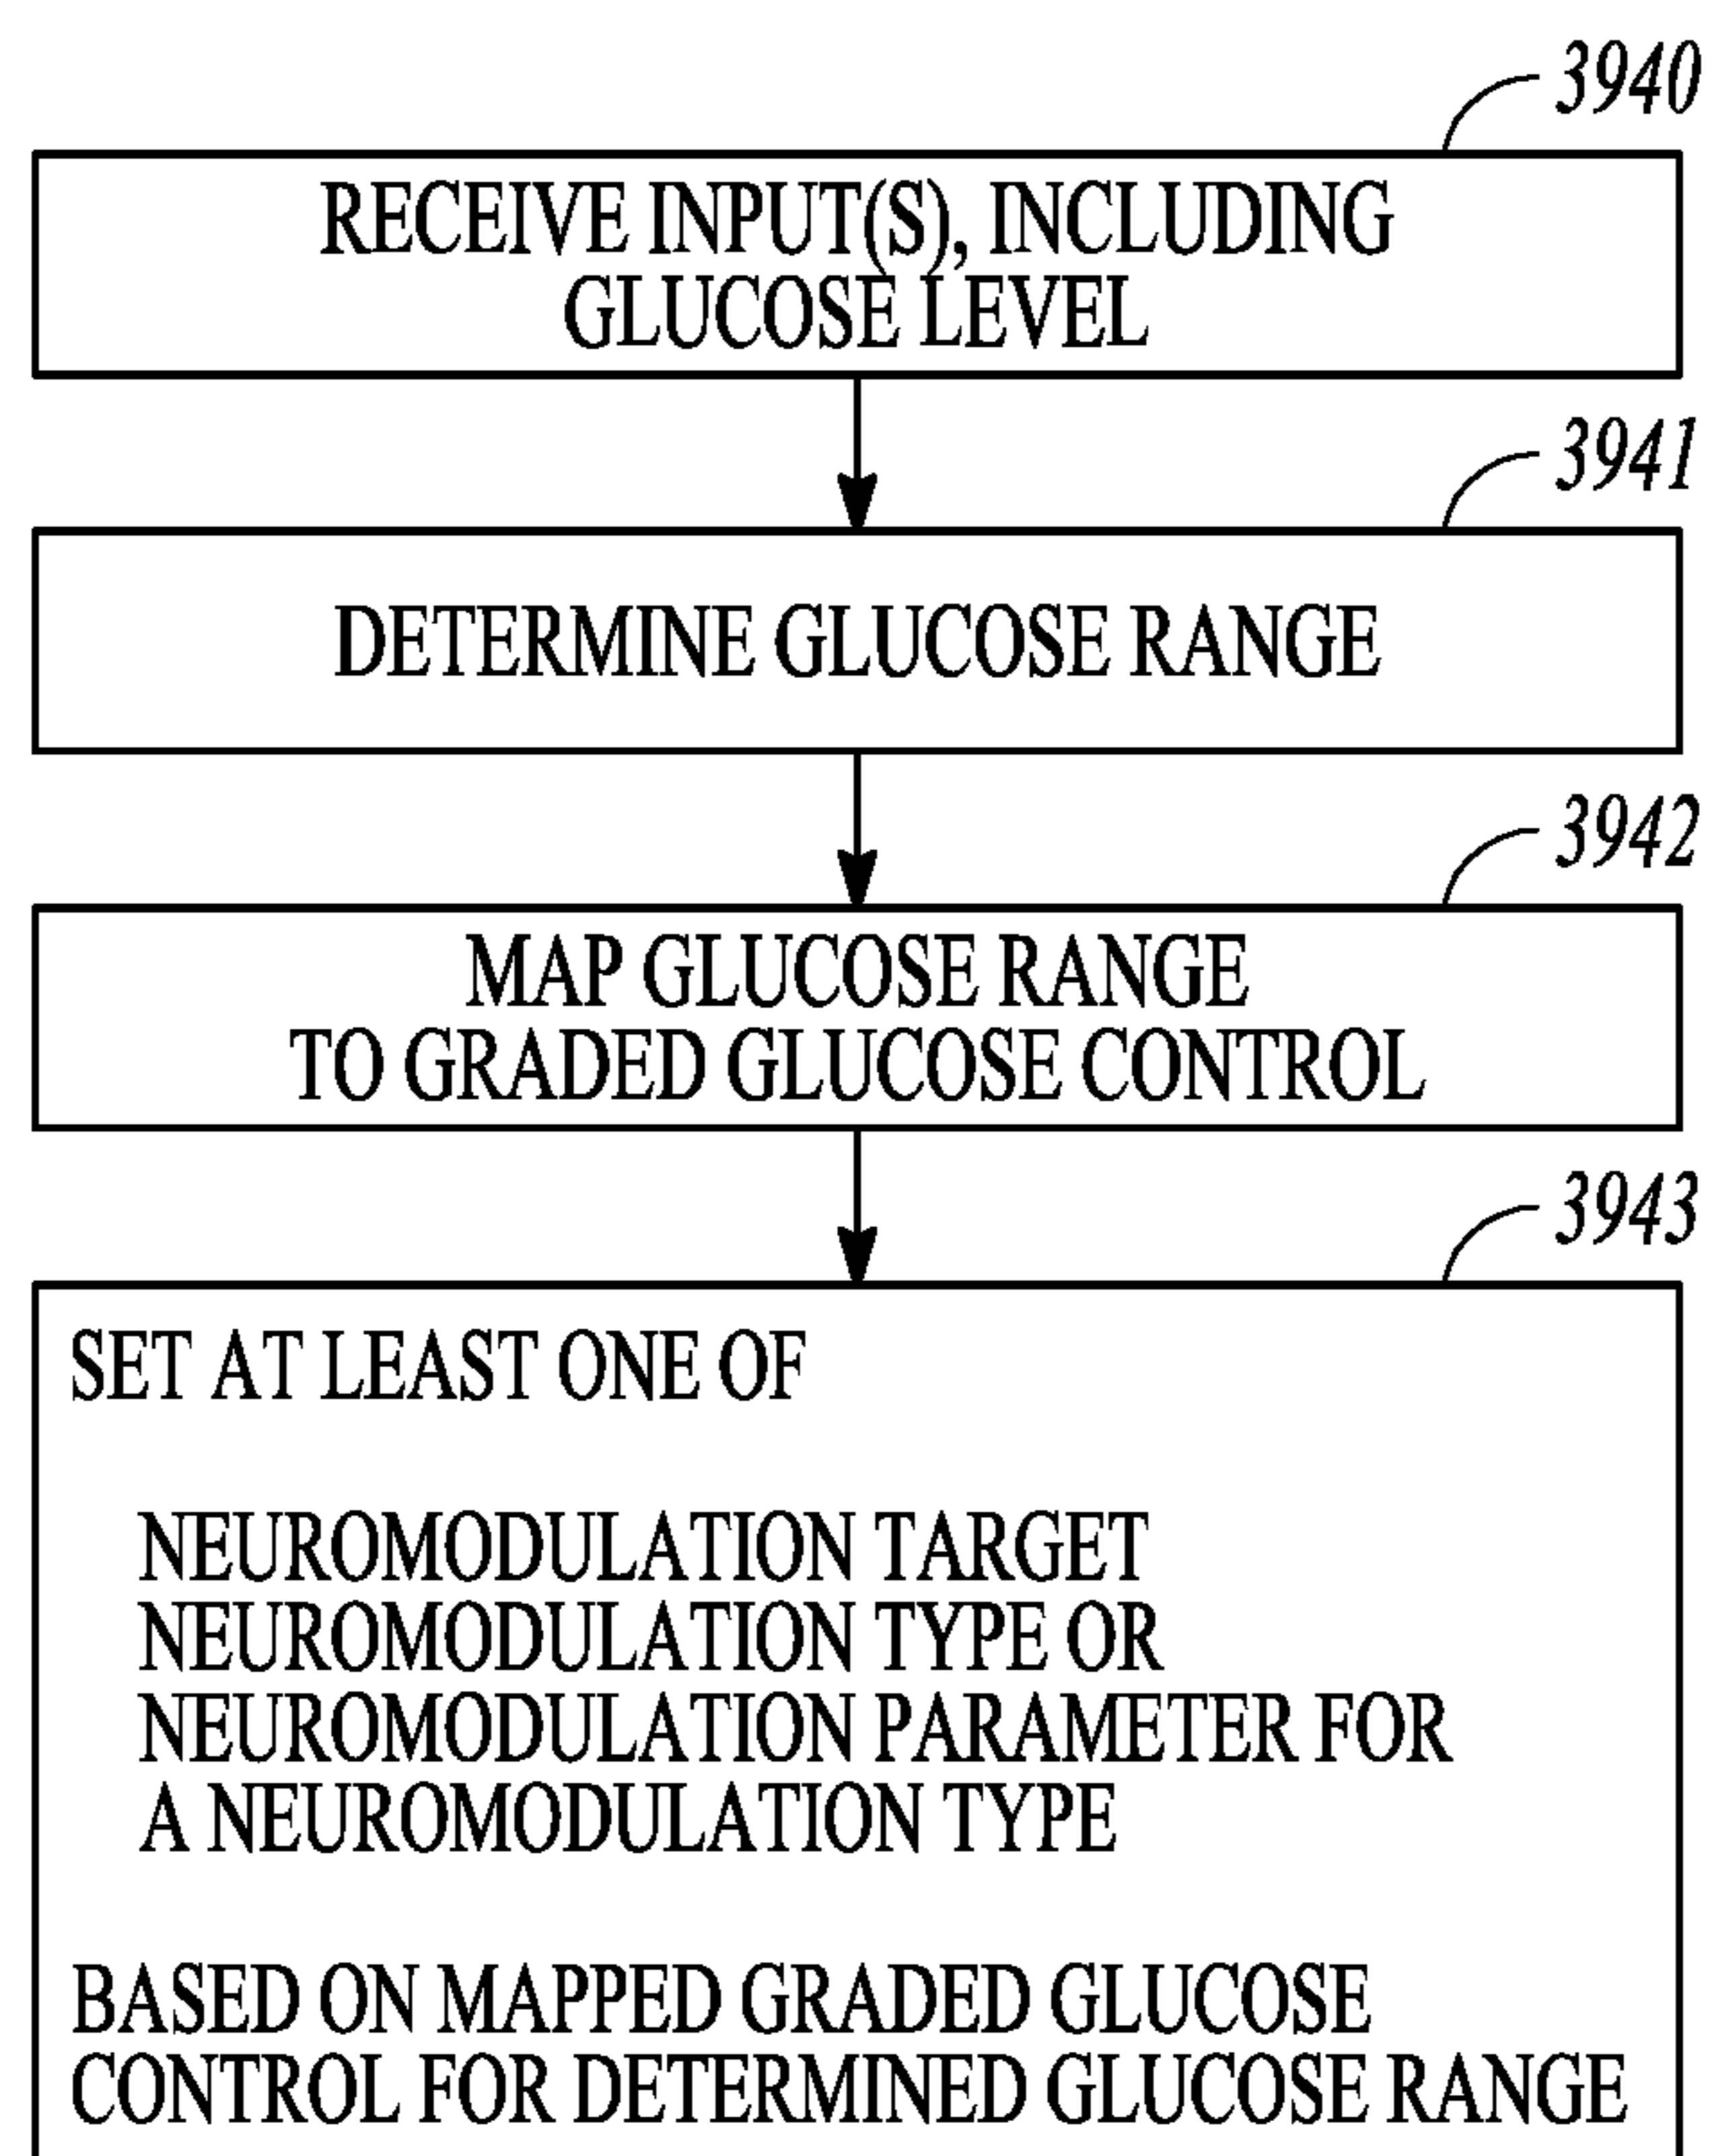 3940
RECEIVE INPUT(S), INCLUDING
GLUCOSE LEVEL
3941
DETERMINE GLUCOSE RANGE
3942
MAP GLUCOSE RANGE
TO GRADED GLUCOSE CONTROL
3943
SET AT LEAST ONE OF
NEUROMODULATION TARGET
NEUROMODULATION TYPE OR
NEUROMODULATION PARAMETER FOR
A NEUROMODULATION TYPE
BASED ON MAPPED GRADED GLUCOSE
CONTROL FOR DETERMINED GLUCOSE RANGE